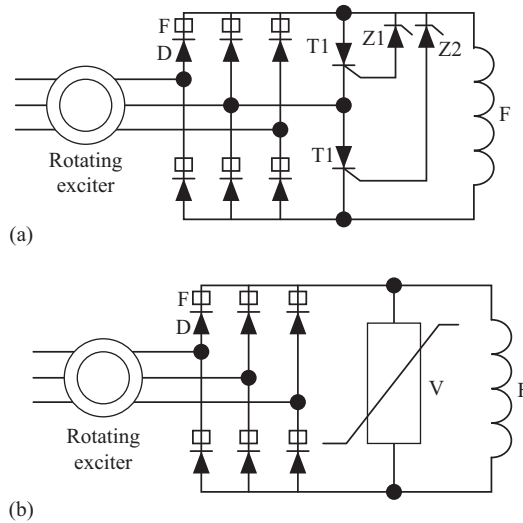 F
D
T1
Z1
Z2
F
T1
Rotating
exciter
(a)
F
D
V
F
Rotating
exciter
(b)